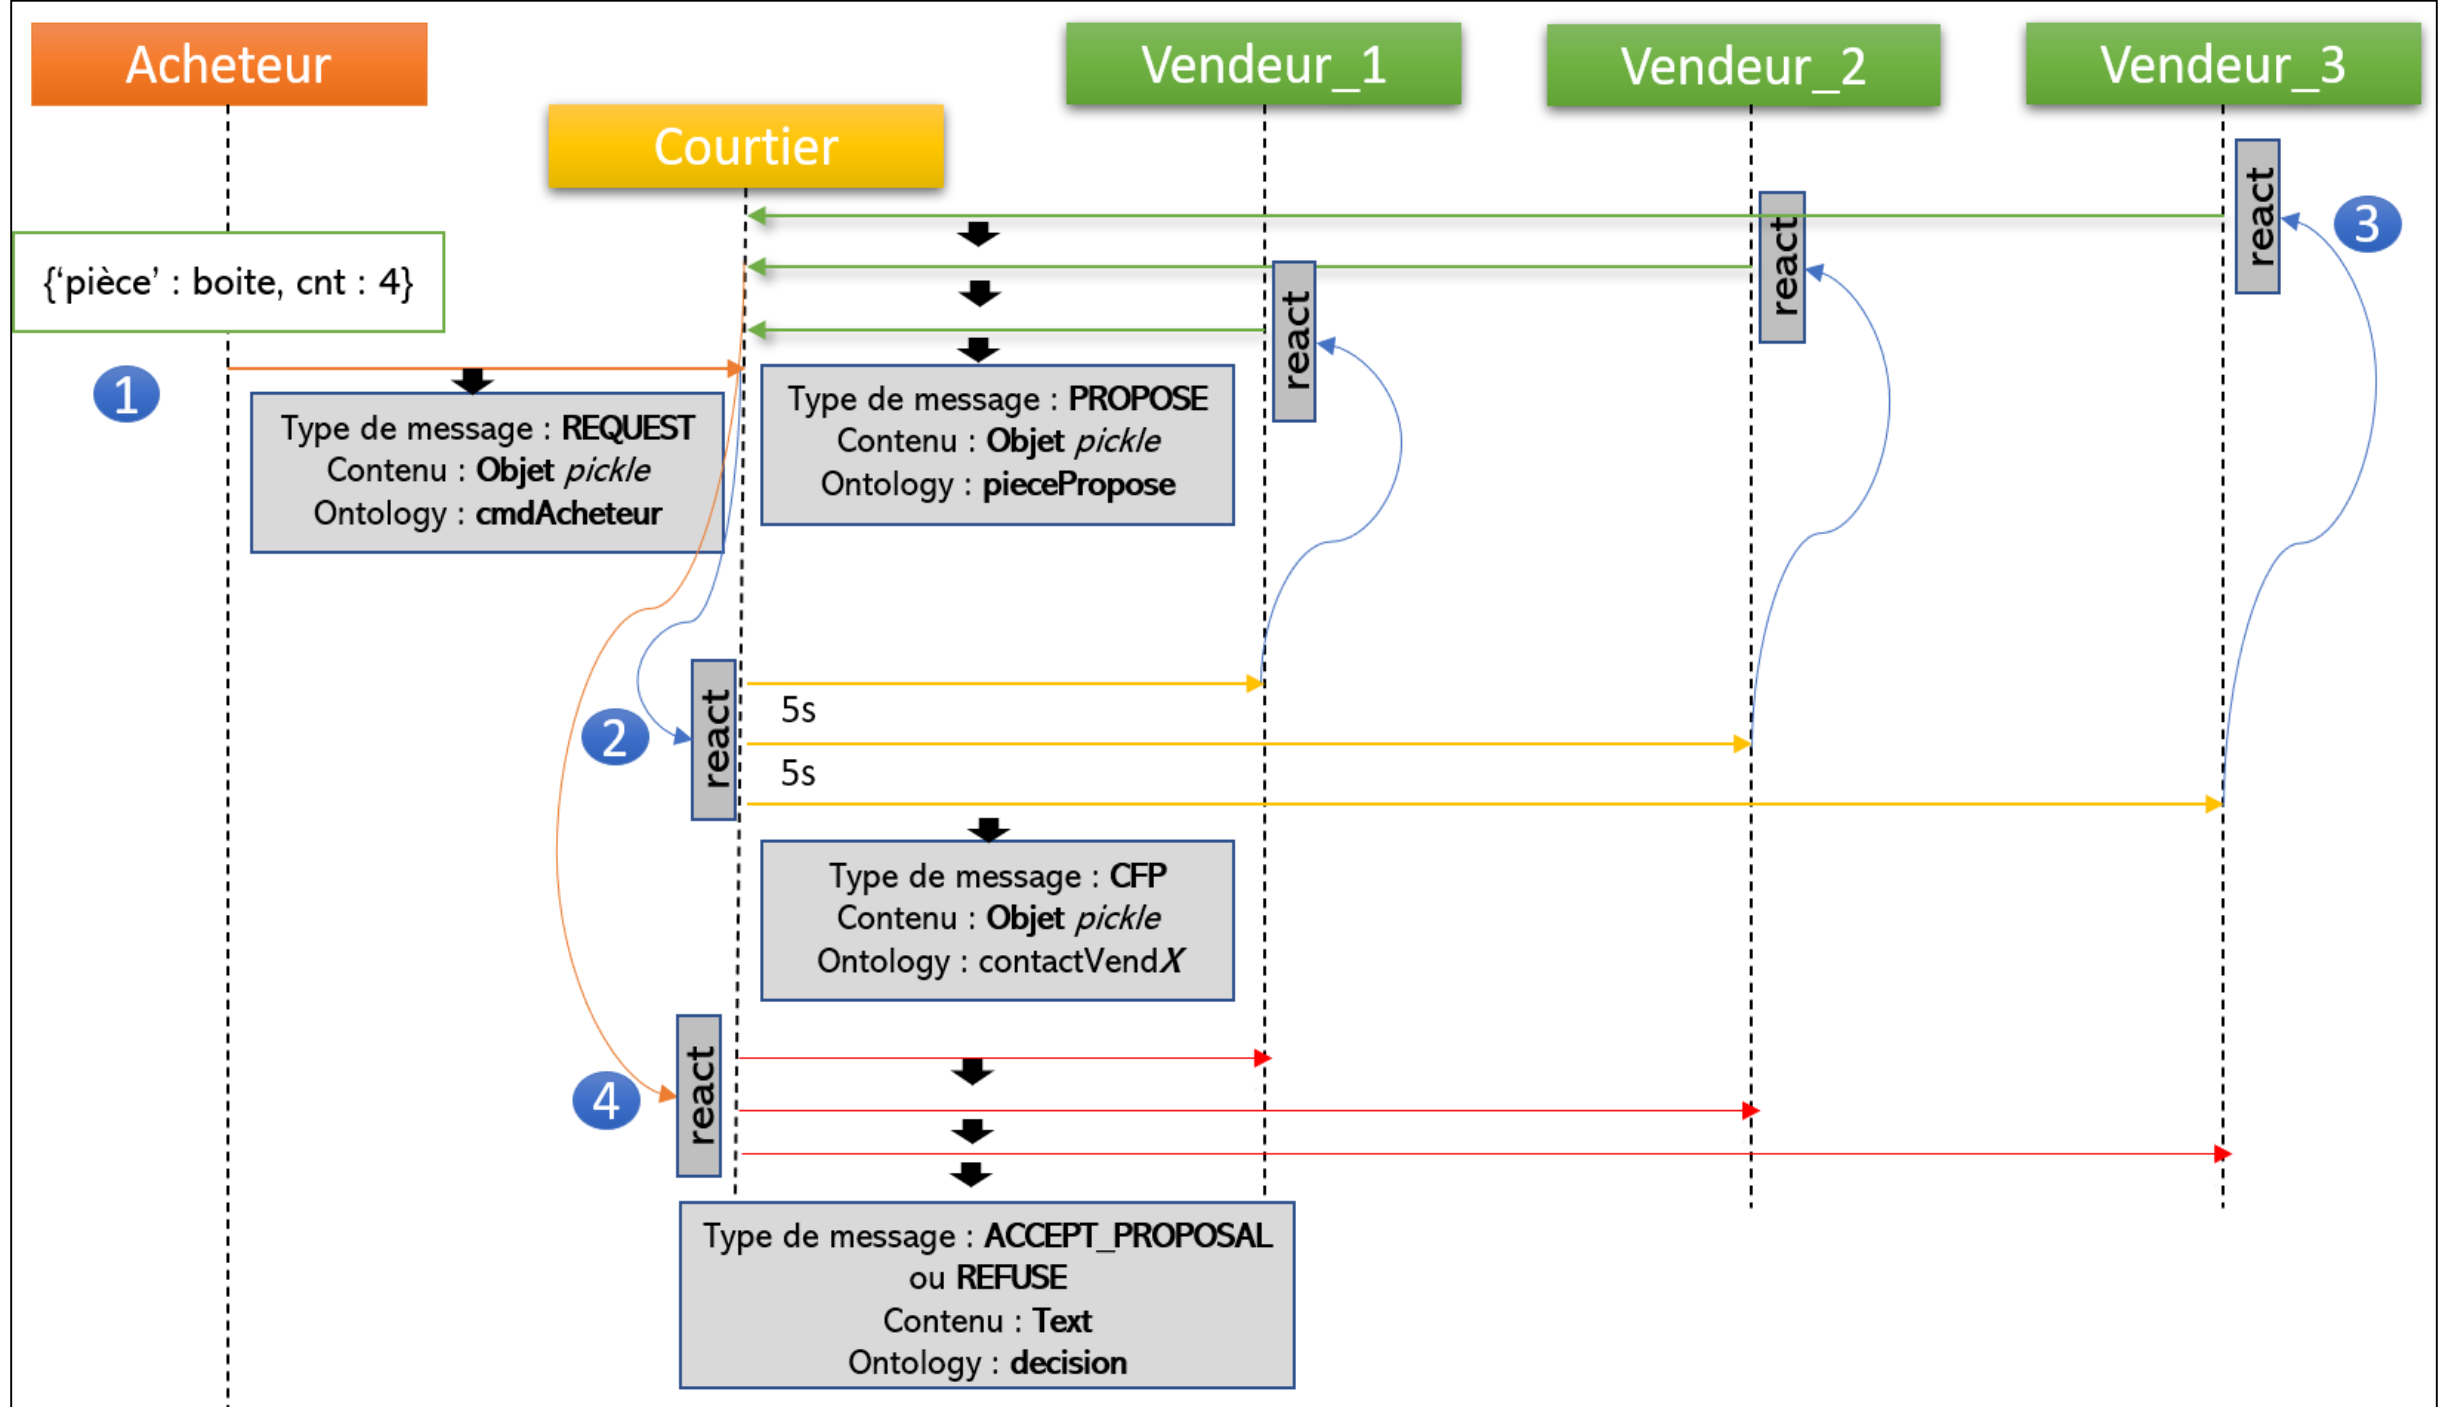 Acheteur
Vendeur_1
Vendeur_2
Vendeur_3
Courtier
react
3
react
{‘pièce’ : boite, cnt : 4}
react
1
Type de message : REQUEST
Contenu : Objet pickle
Ontology : cmdAcheteur
Type de message : PROPOSE
Contenu : Objet pickle
Ontology : piecePropose
2
react
5s
5s
Type de message : CFP
Contenu : Objet pickle
Ontology : contactVendX
4
react
Type de message : ACCEPT_PROPOSAL
ou REFUSE
Contenu : Text
Ontology : decision